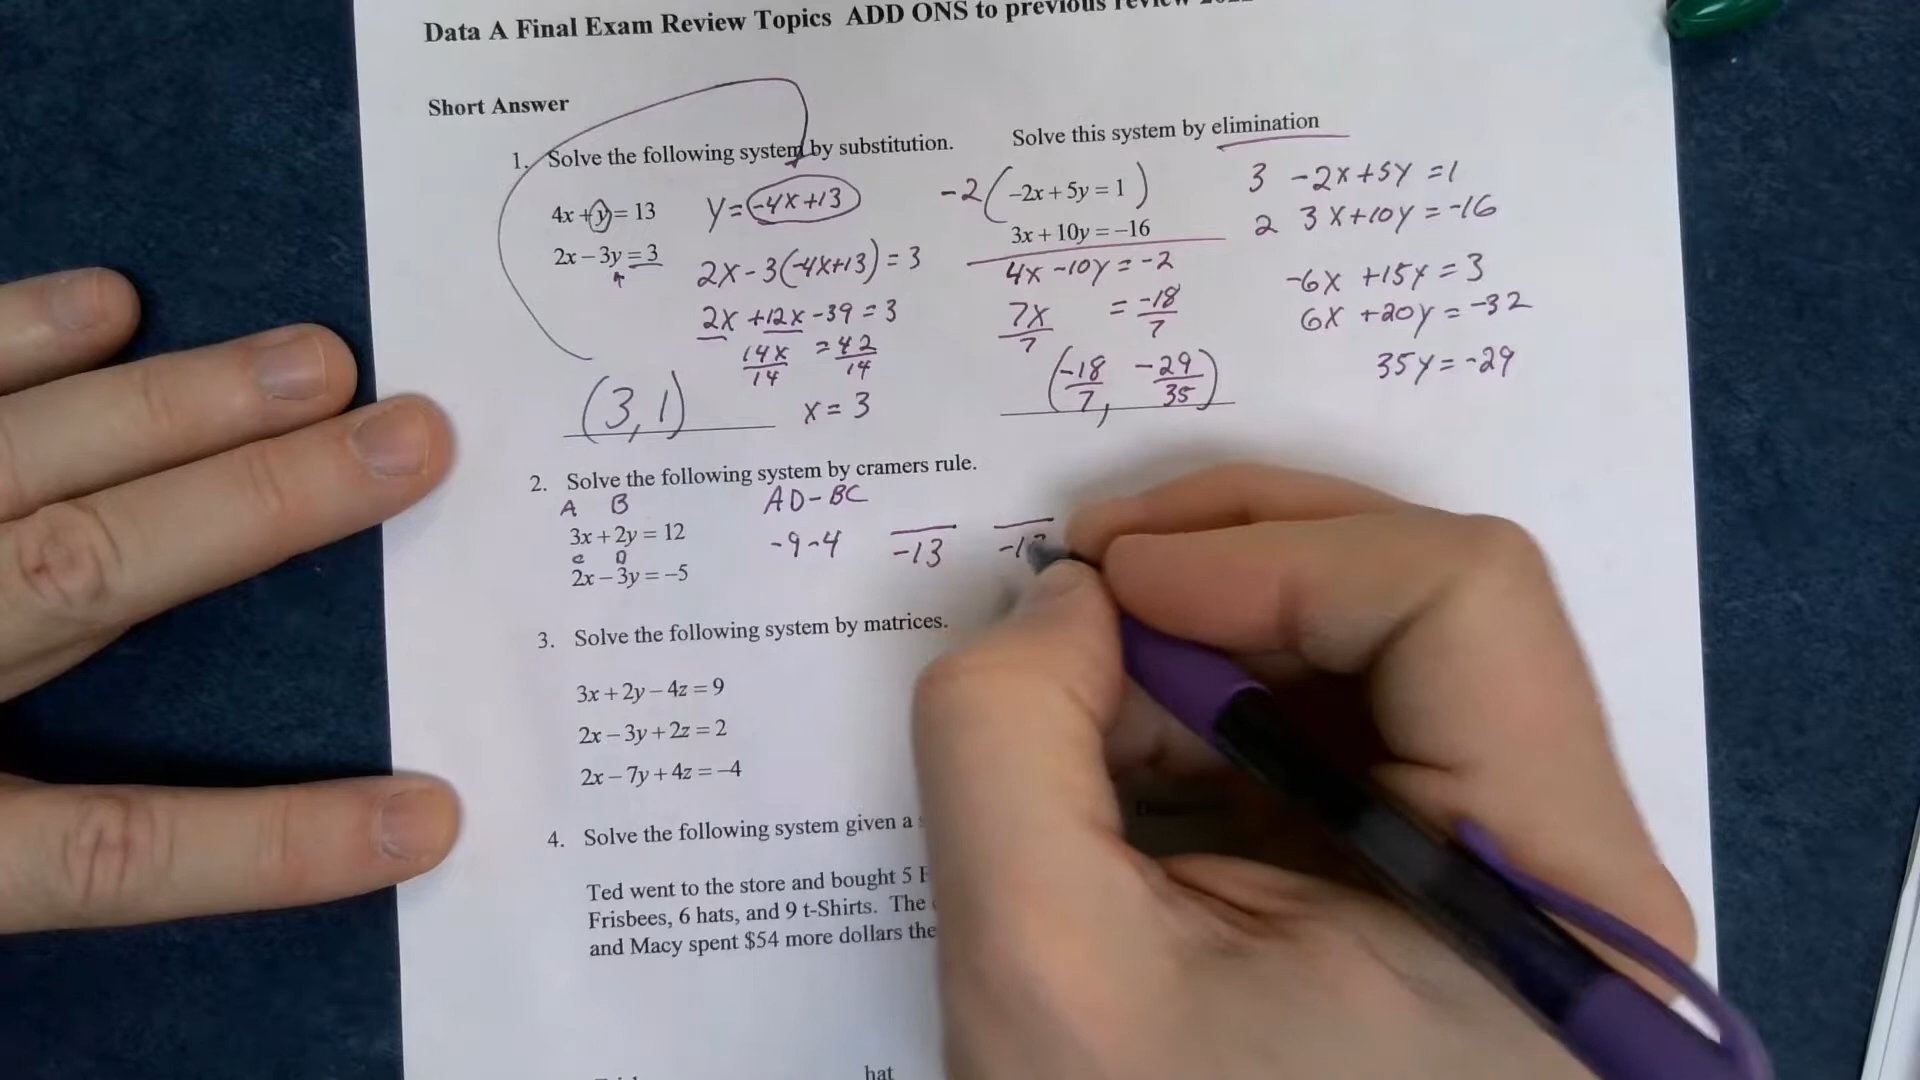 Data A Final Exam Review Topics ADD ONS to previous review
Short Answer
1. Solve the following system by substitution.
4x + y = 13
2x − 3y = 3
y = -4x+13
2x - 3(-4x+13) = 3
2x +12x -39 = 3
14x = 42
14 14
x = 3
(3,1)
Solve this system by elimination
-2 ( −2x + 5y = 1 )
3x + 10y = −16
4x -10y = -2
7x = -18
7 7
(-18 -29
7, 35)
3 -2x+5y =1
2 3x+10y = -16
-6x +15y = 3
6x +20y = -32
35y = -29
2. Solve the following system by cramers rule.
A B
3x + 2y = 12
C D
2x − 3y = −5
AD-BC
-9-4
-13
3. Solve the following system by matrices.
3x + 2y − 4z = 9
2x − 3y + 2z = 2
2x − 7y + 4z = −4
4. Solve the following system given a
Ted went to the store and bought 5
Frisbees, 6 hats, and 9 t-Shirts. The
and Macy spent $54 more dollars the
hat